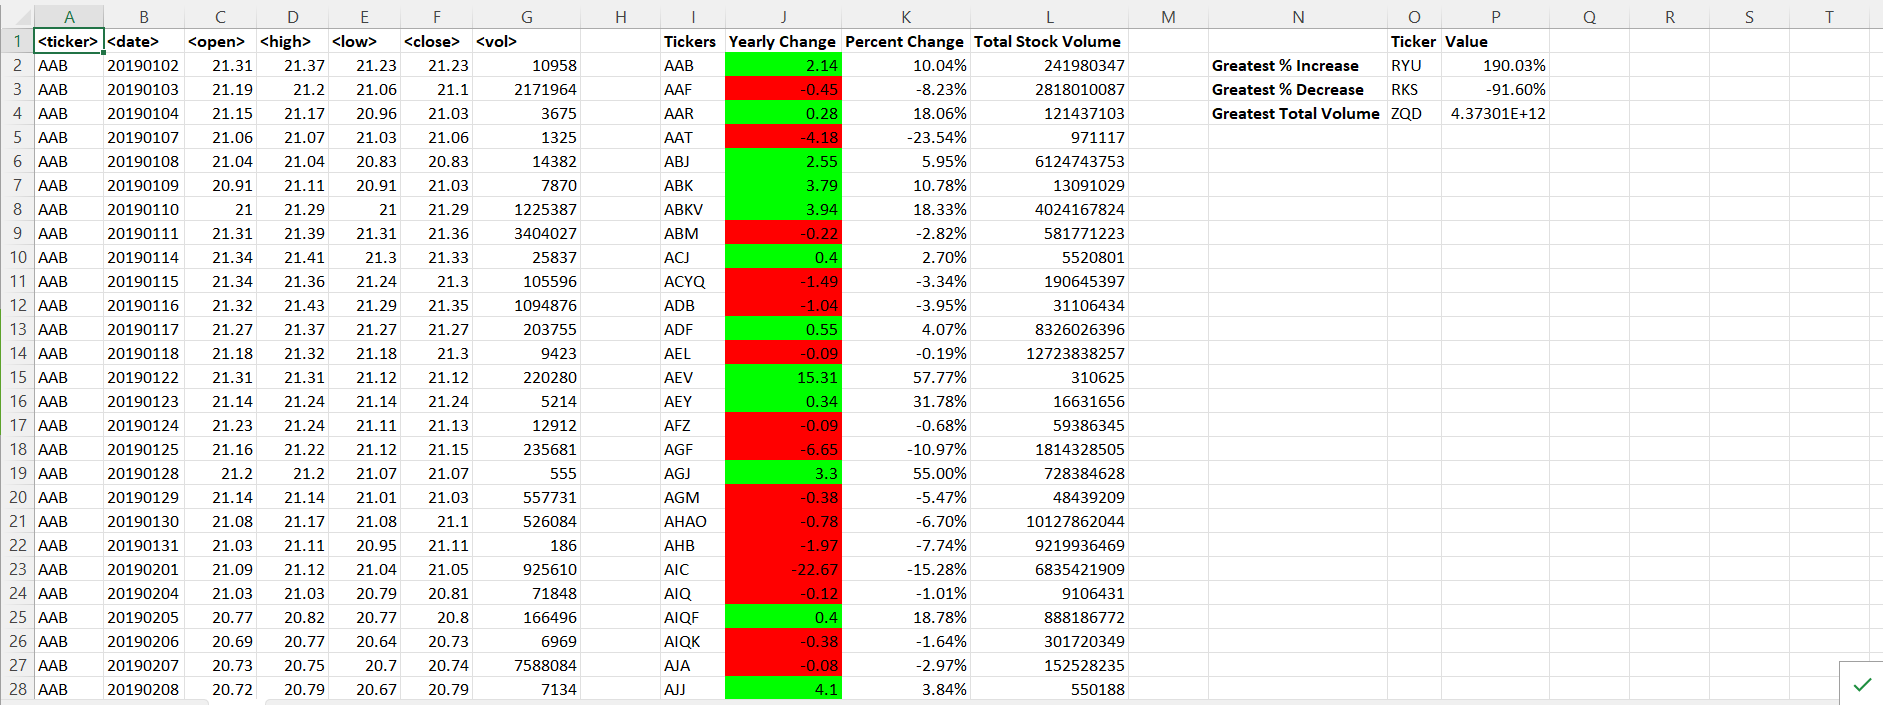 A B C D E F G H I J K L M N O P Q R S T
1 <ticker> <date> <open> <high> <low> <close> <vol> Tickers Yearly Change Percent Change Total Stock Volume Ticker Value
2 AAB 20190102 21.31 21.37 21.23 21.23 10958 AAB 2.14 10.04% 241980347 Greatest % Increase RYU 190.03%
3 AAB 20190103 21.19 21.2 21.06 21.1 2171964 AAF -0.45 -8.23% 2818010087 Greatest % Decrease RKS -91.60%
4 AAB 20190104 21.15 21.17 20.96 21.03 3675 AAR 0.28 18.06% 121437103 Greatest Total Volume ZQD 4.37301E+12
5 AAB 20190107 21.06 21.07 21.03 21.06 1325 AAT -4.18 -23.54% 971117
6 AAB 20190108 21.04 21.04 20.83 20.83 14382 ABJ 2.55 5.95% 6124743753
7 AAB 20190109 20.91 21.11 20.91 21.03 7870 ABK 3.79 10.78% 13091029
8 AAB 20190110 21 21.29 21 21.29 1225387 ABKV 3.94 18.33% 4024167824
9 AAB 20190111 21.31 21.39 21.31 21.36 3404027 ABM -0.22 -2.82% 581771223
10 AAB 20190114 21.34 21.41 21.3 21.33 25837 ACJ 0.4 2.70% 5520801
11 AAB 20190115 21.34 21.36 21.24 21.3 105596 ACYQ -1.49 -3.34% 190645397
12 AAB 20190116 21.32 21.43 21.29 21.35 1094876 ADB -1.04 -3.95% 31106434
13 AAB 20190117 21.27 21.37 21.27 21.27 203755 ADF 0.55 4.07% 8326026396
14 AAB 20190118 21.18 21.32 21.18 21.3 9423 AEL -0.09 -0.19% 12723838257
15 AAB 20190122 21.31 21.31 21.12 21.12 220280 AEV 15.31 57.77% 310625
16 AAB 20190123 21.14 21.24 21.14 21.24 5214 AEY 0.34 31.78% 16631656
17 AAB 20190124 21.23 21.24 21.11 21.13 12912 AFZ -0.09 -0.68% 59386345
18 AAB 20190125 21.16 21.22 21.12 21.15 235681 AGF -6.65 -10.97% 1814328505
19 AAB 20190128 21.2 21.2 21.07 21.07 555 AGJ 3.3 55.00% 728384628
20 AAB 20190129 21.14 21.14 21.01 21.03 557731 AGM -0.38 -5.47% 48439209
21 AAB 20190130 21.08 21.17 21.08 21.1 526084 AHAO -0.78 -6.70% 10127862044
22 AAB 20190131 21.03 21.11 20.95 21.11 186 AHB -1.97 -7.74% 9219936469
23 AAB 20190201 21.09 21.12 21.04 21.05 925610 AIC -22.67 -15.28% 6835421909
24 AAB 20190204 21.03 21.03 20.79 20.81 71848 AIQ -0.12 -1.01% 9106431
25 AAB 20190205 20.77 20.82 20.77 20.8 166496 AIQF 0.4 18.78% 888186772
26 AAB 20190206 20.69 20.77 20.64 20.73 6969 AIQK -0.38 -1.64% 301720349
27 AAB 20190207 20.73 20.75 20.7 20.74 7588084 AJA -0.08 -2.97% 152528235
28 AAB 20190208 20.72 20.79 20.67 20.79 7134 AJJ 4.1 3.84% 550188